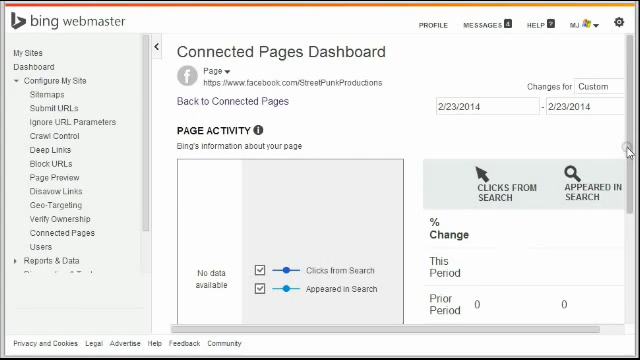 bing webmaster
PROFILE
MESSAGES 4
HELP ?
MJ
My Sites
Dashboard
Configure My Site
Sitemaps
Submit URLs
Ignore URL Parameters
Crawl Control
Deep Links
Block URLs
Page Preview
Disavow Links
Geo-Targeting
Verify Ownership
Connected Pages
Users
Reports & Data
Connected Pages Dashboard
Page
https://www.facebook.com/StreetPunkProductions
Back to Connected Pages
Changes for Custom
2/23/2014 - 2/23/2014
PAGE ACTIVITY
Bing's information about your page
No data
available
Clicks from Search
Appeared in Search
CLICKS FROM
SEARCH
APPEARED IN
SEARCH
%
Change
This
Period
Prior
Period
0
0
Privacy and Cookies Legal Advertise Help Feedback Community